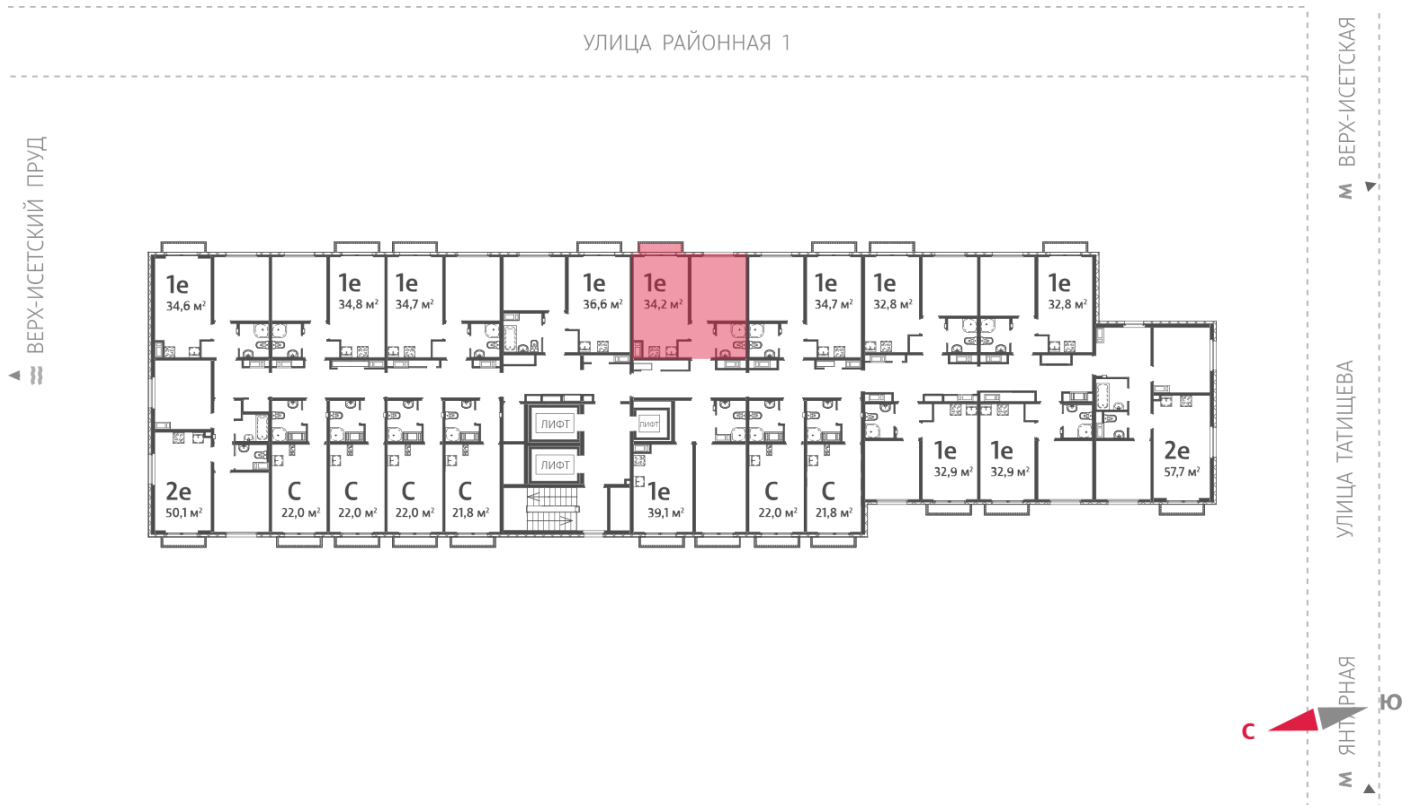 УЛИЦА РАЙОННАЯ 1
М ВЕРХ-ИСЕТСКАЯ
ВЕРХ-ИСЕТСКИЙ ПРУД
1е
34,6 м²
1е
34,8 м²
1е
34,7 м²
1е
36,6 м²
1е
34,2 м²
1е
34,7 м²
1е
32,8 м²
1е
32,8 м²
ЛИФТ
ЛИФТ
ЛИФТ
2е
50,1 м²
С
22,0 м²
С
22,0 м²
С
22,0 м²
С
21,8 м²
1е
39,1 м²
С
22,0 м²
С
21,8 м²
1е
32,9 м²
1е
32,9 м²
2е
57,7 м²
УЛИЦА ТАТИЩЕВА
М ЯНТАРНАЯ
С
Ю